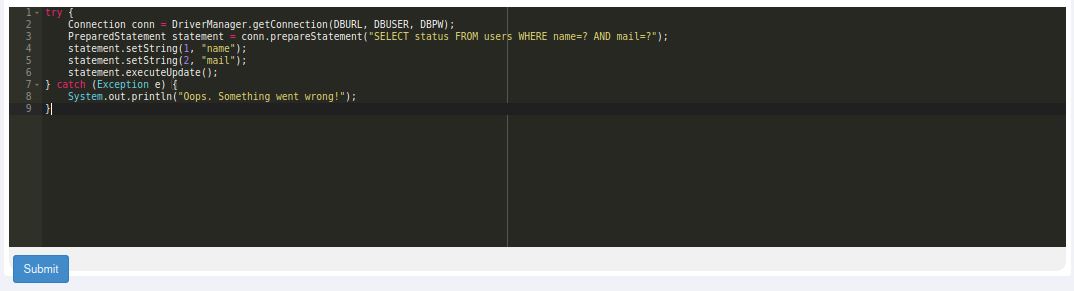 1 try {
2     Connection conn = DriverManager.getConnection(DBURL, DBUSER, DBPW);
3     PreparedStatement statement = conn.prepareStatement("SELECT status FROM users WHERE name=? AND mail=?");
4     statement.setString(1, "name");
5     statement.setString(2, "mail");
6     statement.executeUpdate();
7 } catch (Exception e) {
8     System.out.println("Oops. Something went wrong!");
9 }
Submit